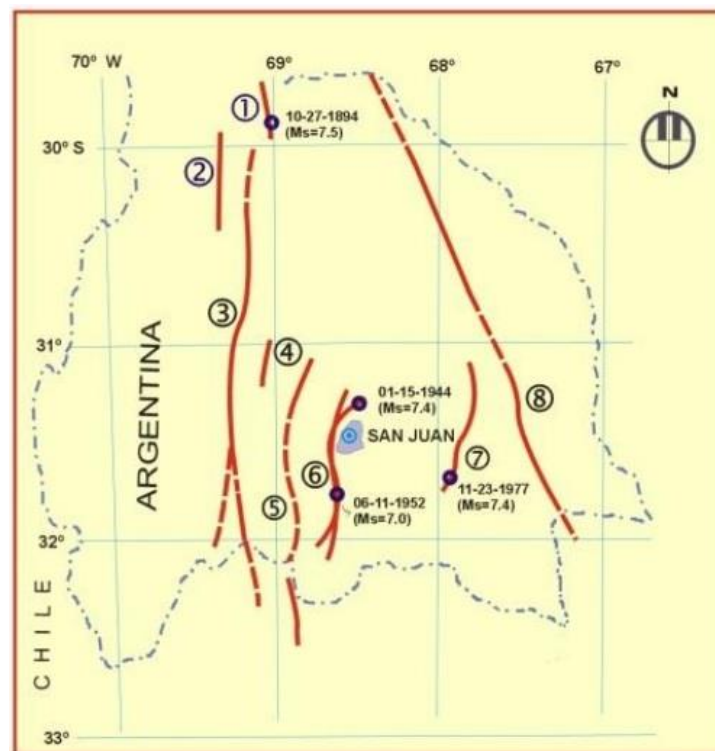 70° W
69°
68°
67°
N
①
10-27-1894
(Ms=7.5)
30° S
②
③
31°
④
ARGENTINA
01-15-1944
(Ms=7.4)
⑧
SAN JUAN
⑦
⑥
11-23-1977
(Ms=7.4)
06-11-1952
(Ms=7.0)
⑤
32°
CHILE
33°